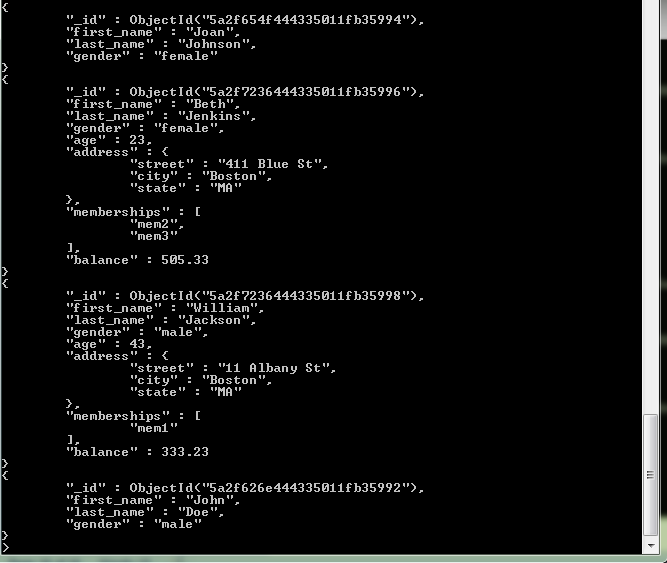 {
"_id" : ObjectId("5a2f654f444335011fb35994"),
"first_name" : "Joan",
"last_name" : "Johnson",
"gender" : "female"
}
{
"_id" : ObjectId("5a2f7236444335011fb35996"),
"first_name" : "Beth",
"last_name" : "Jenkins",
"gender" : "female",
"age" : 23,
"address" : {
"street" : "411 Blue St",
"city" : "Boston",
"state" : "MA"
},
"memberships" : [
"mem2",
"mem3"
],
"balance" : 505.33
}
{
"_id" : ObjectId("5a2f7236444335011fb35998"),
"first_name" : "William",
"last_name" : "Jackson",
"gender" : "male",
"age" : 43,
"address" : {
"street" : "11 Albany St",
"city" : "Boston",
"state" : "MA"
},
"memberships" : [
"mem1"
],
"balance" : 333.23
}
{
"_id" : ObjectId("5a2f626e444335011fb35992"),
"first_name" : "John",
"last_name" : "Doe",
"gender" : "male"
}
>